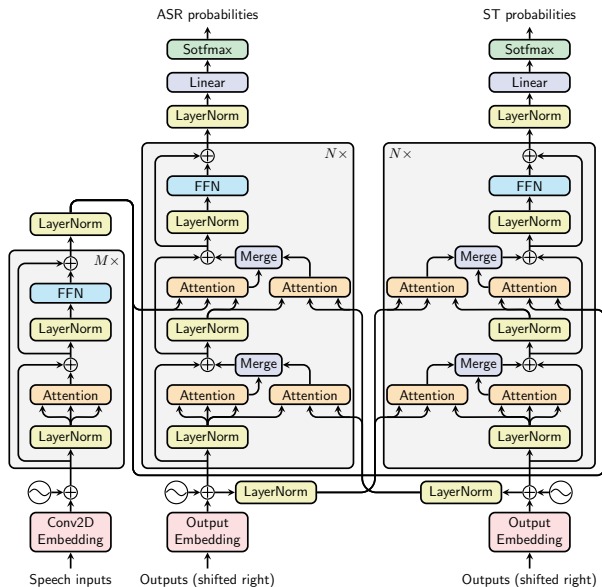 ASR probabilities
ST probabilities
Sotfmax
Sotfmax
Linear
Linear
LayerNorm
LayerNorm
N×
N×
FFN
FFN
LayerNorm
LayerNorm
LayerNorm
M×
Merge
Merge
FFN
Attention
Attention
Attention
Attention
LayerNorm
LayerNorm
LayerNorm
Merge
Merge
Attention
Attention
Attention
Attention
Attention
LayerNorm
LayerNorm
LayerNorm
LayerNorm
LayerNorm
Conv2D
Embedding
Output
Embedding
Output
Embedding
Speech inputs
Outputs (shifted right)
Outputs (shifted right)